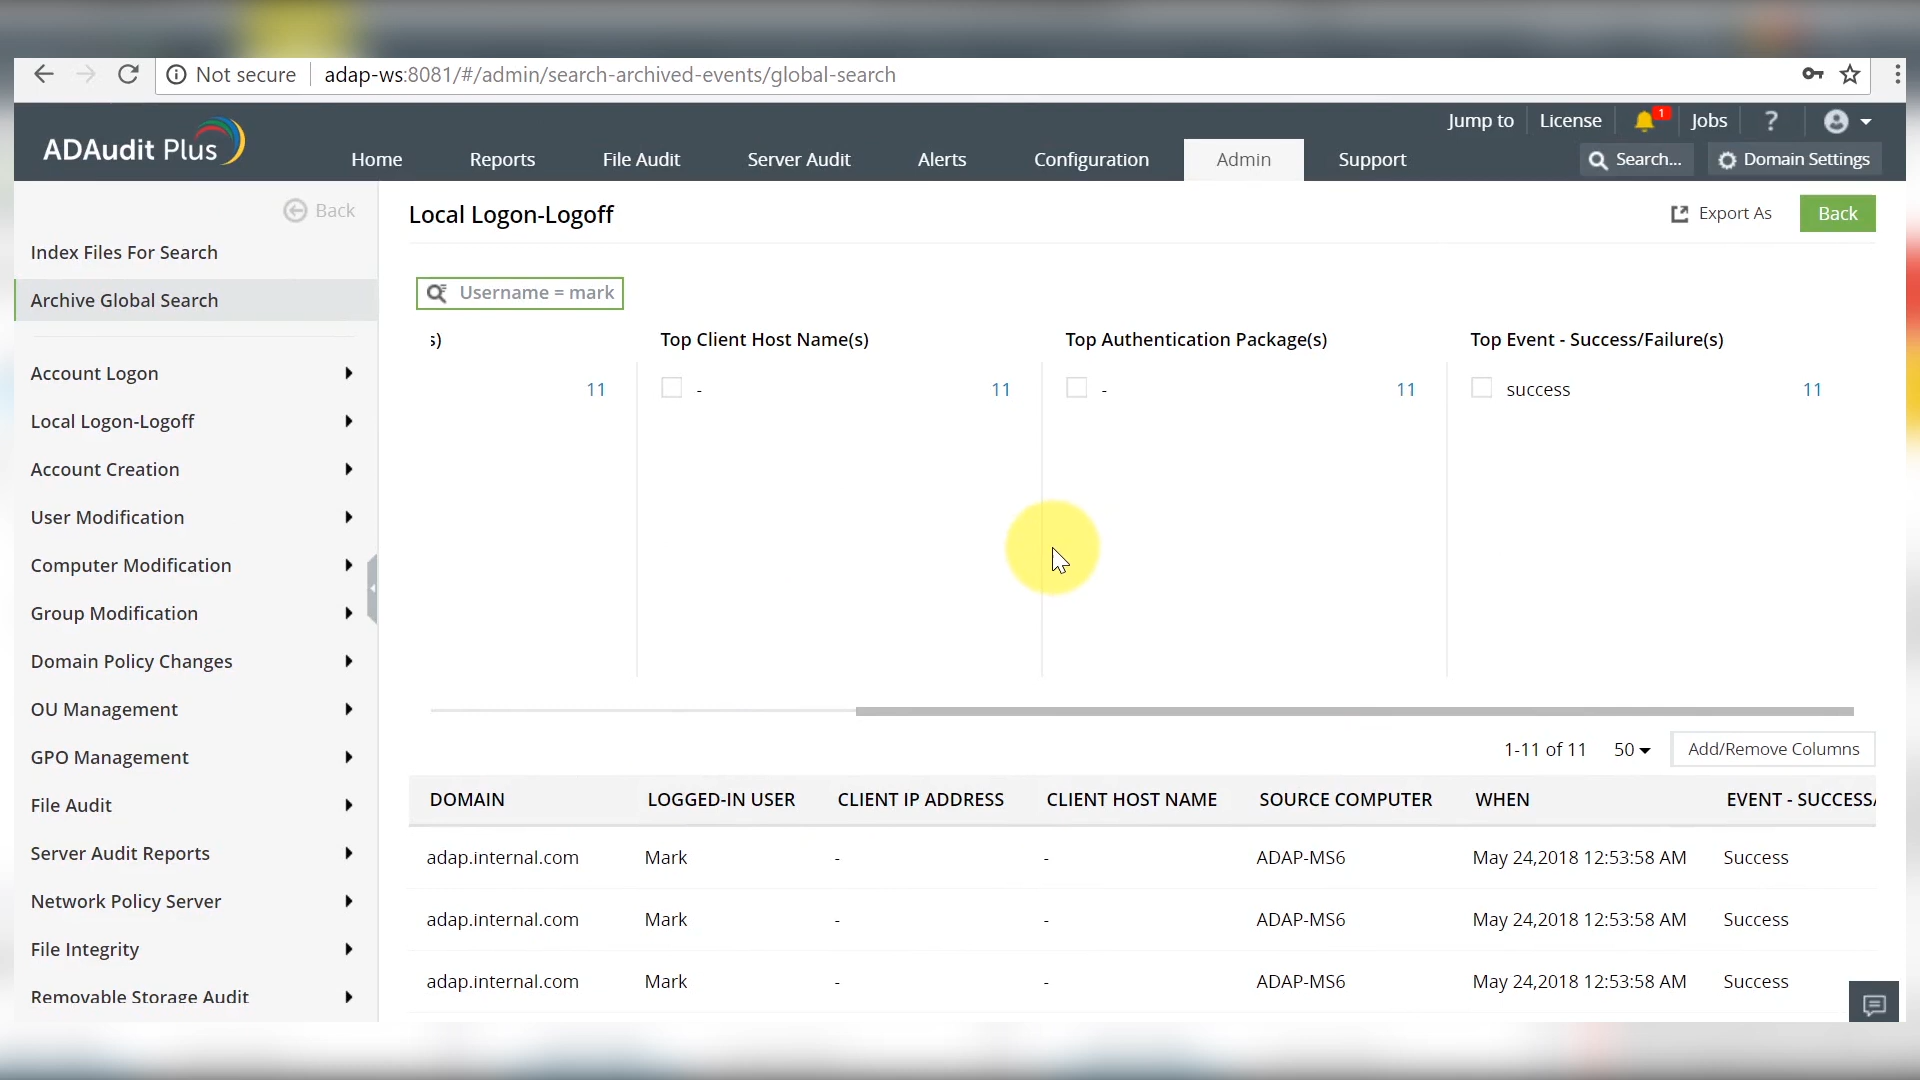 Not secure adap-ws:8081/#/admin/search-archived-events/global-search
Jump to License 1 Jobs ?
ADAudit Plus
Home Reports File Audit Server Audit Alerts Configuration Admin Support Search... Domain Settings
Back
Local Logon-Logoff Export As Back
Index Files For Search
Archive Global Search
Username = mark
s) Top Client Host Name(s) Top Authentication Package(s) Top Event - Success/Failure(s)
11 - 11 - 11 success 11
Account Logon
Local Logon-Logoff
Account Creation
User Modification
Computer Modification
Group Modification
Domain Policy Changes
OU Management
GPO Management
File Audit
Server Audit Reports
Network Policy Server
File Integrity
Removable Storage Audit
1-11 of 11 50 Add/Remove Columns
DOMAIN LOGGED-IN USER CLIENT IP ADDRESS CLIENT HOST NAME SOURCE COMPUTER WHEN EVENT - SUCCESS/
adap.internal.com Mark - - ADAP-MS6 May 24,2018 12:53:58 AM Success
adap.internal.com Mark - - ADAP-MS6 May 24,2018 12:53:58 AM Success
adap.internal.com Mark - - ADAP-MS6 May 24,2018 12:53:58 AM Success